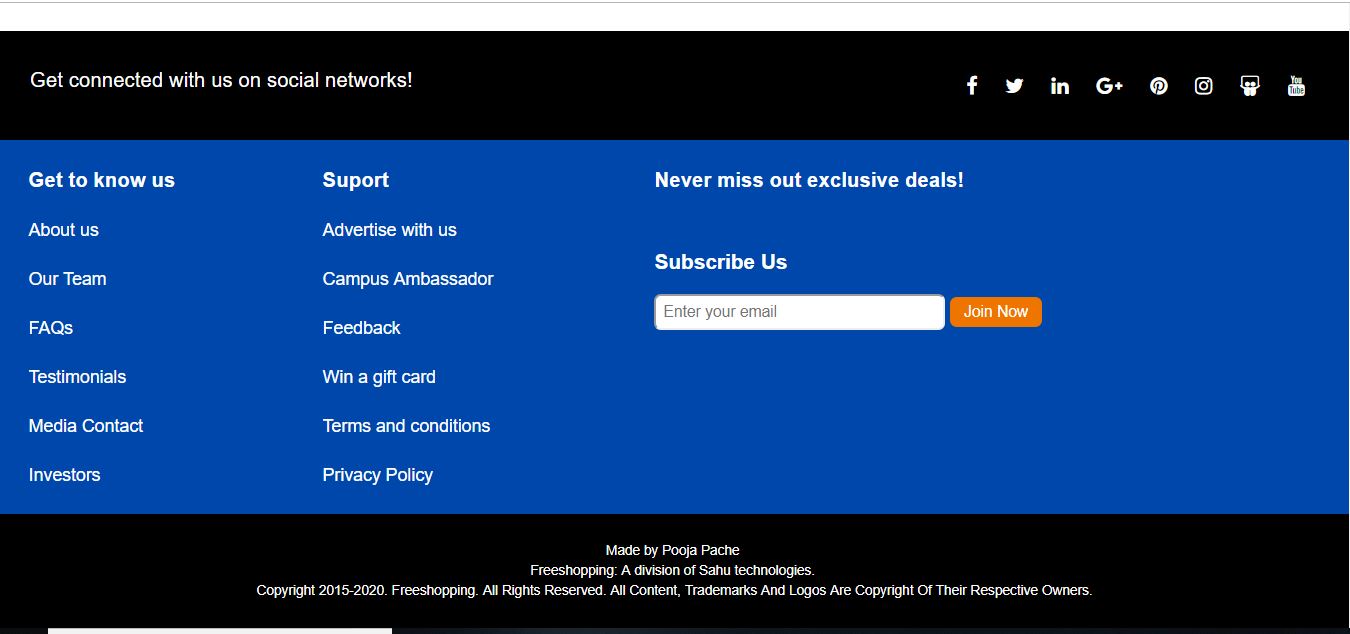 Get connected with us on social networks!
G+
You
Tube
Get to know us
About us
Our Team
FAQs
Testimonials
Media Contact
Investors
Suport
Advertise with us
Campus Ambassador
Feedback
Win a gift card
Terms and conditions
Privacy Policy
Never miss out exclusive deals!
Subscribe Us
Enter your email
Join Now
Made by Pooja Pache
Freeshopping: A division of Sahu technologies.
Copyright 2015-2020. Freeshopping. All Rights Reserved. All Content, Trademarks And Logos Are Copyright Of Their Respective Owners.